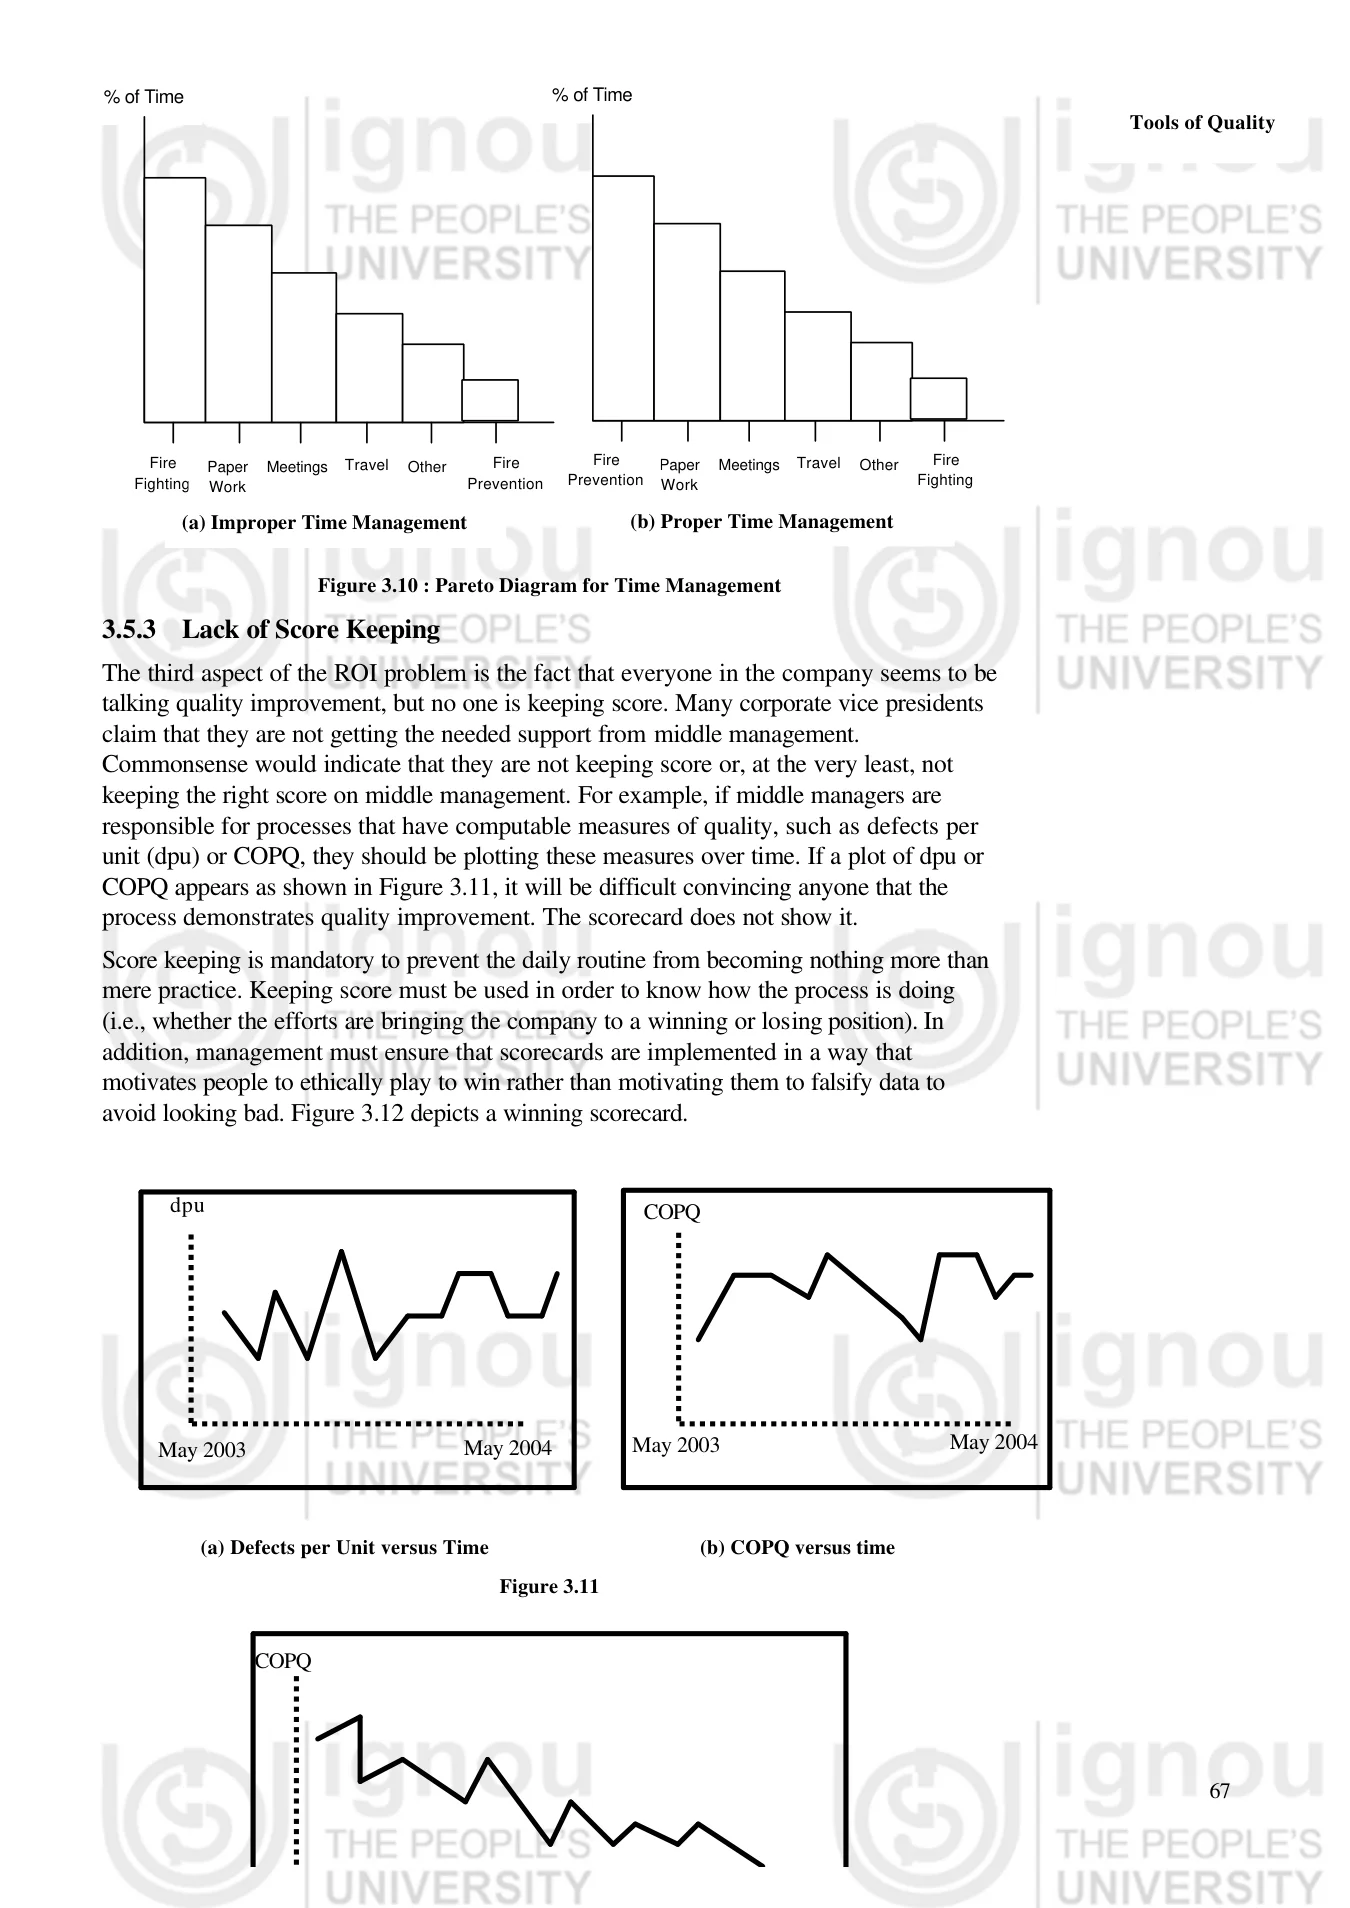 % of Time
% of Time
Tools of Quality
Fire Fighting
Paper Work
Meetings
Travel
Other
Fire Prevention
Fire Prevention
Paper Work
Meetings
Travel
Other
Fire Fighting
(a) Improper Time Management
(b) Proper Time Management
Figure 3.10 : Pareto Diagram for Time Management
3.5.3 Lack of Score Keeping
The third aspect of the ROI problem is the fact that everyone in the company seems to be
talking quality improvement, but no one is keeping score. Many corporate vice presidents
claim that they are not getting the needed support from middle management.
Commonsense would indicate that they are not keeping score or, at the very least, not
keeping the right score on middle management. For example, if middle managers are
responsible for processes that have computable measures of quality, such as defects per
unit (dpu) or COPQ, they should be plotting these measures over time. If a plot of dpu or
COPQ appears as shown in Figure 3.11, it will be difficult convincing anyone that the
process demonstrates quality improvement. The scorecard does not show it.
Score keeping is mandatory to prevent the daily routine from becoming nothing more than
mere practice. Keeping score must be used in order to know how the process is doing
(i.e., whether the efforts are bringing the company to a winning or losing position). In
addition, management must ensure that scorecards are implemented in a way that
motivates people to ethically play to win rather than motivating them to falsify data to
avoid looking bad. Figure 3.12 depicts a winning scorecard.
dpu
May 2003
May 2004
COPQ
May 2003
May 2004
(a) Defects per Unit versus Time
(b) COPQ versus time
Figure 3.11
COPQ
67
ignou
THE PEOPLE'S
UNIVERSITY